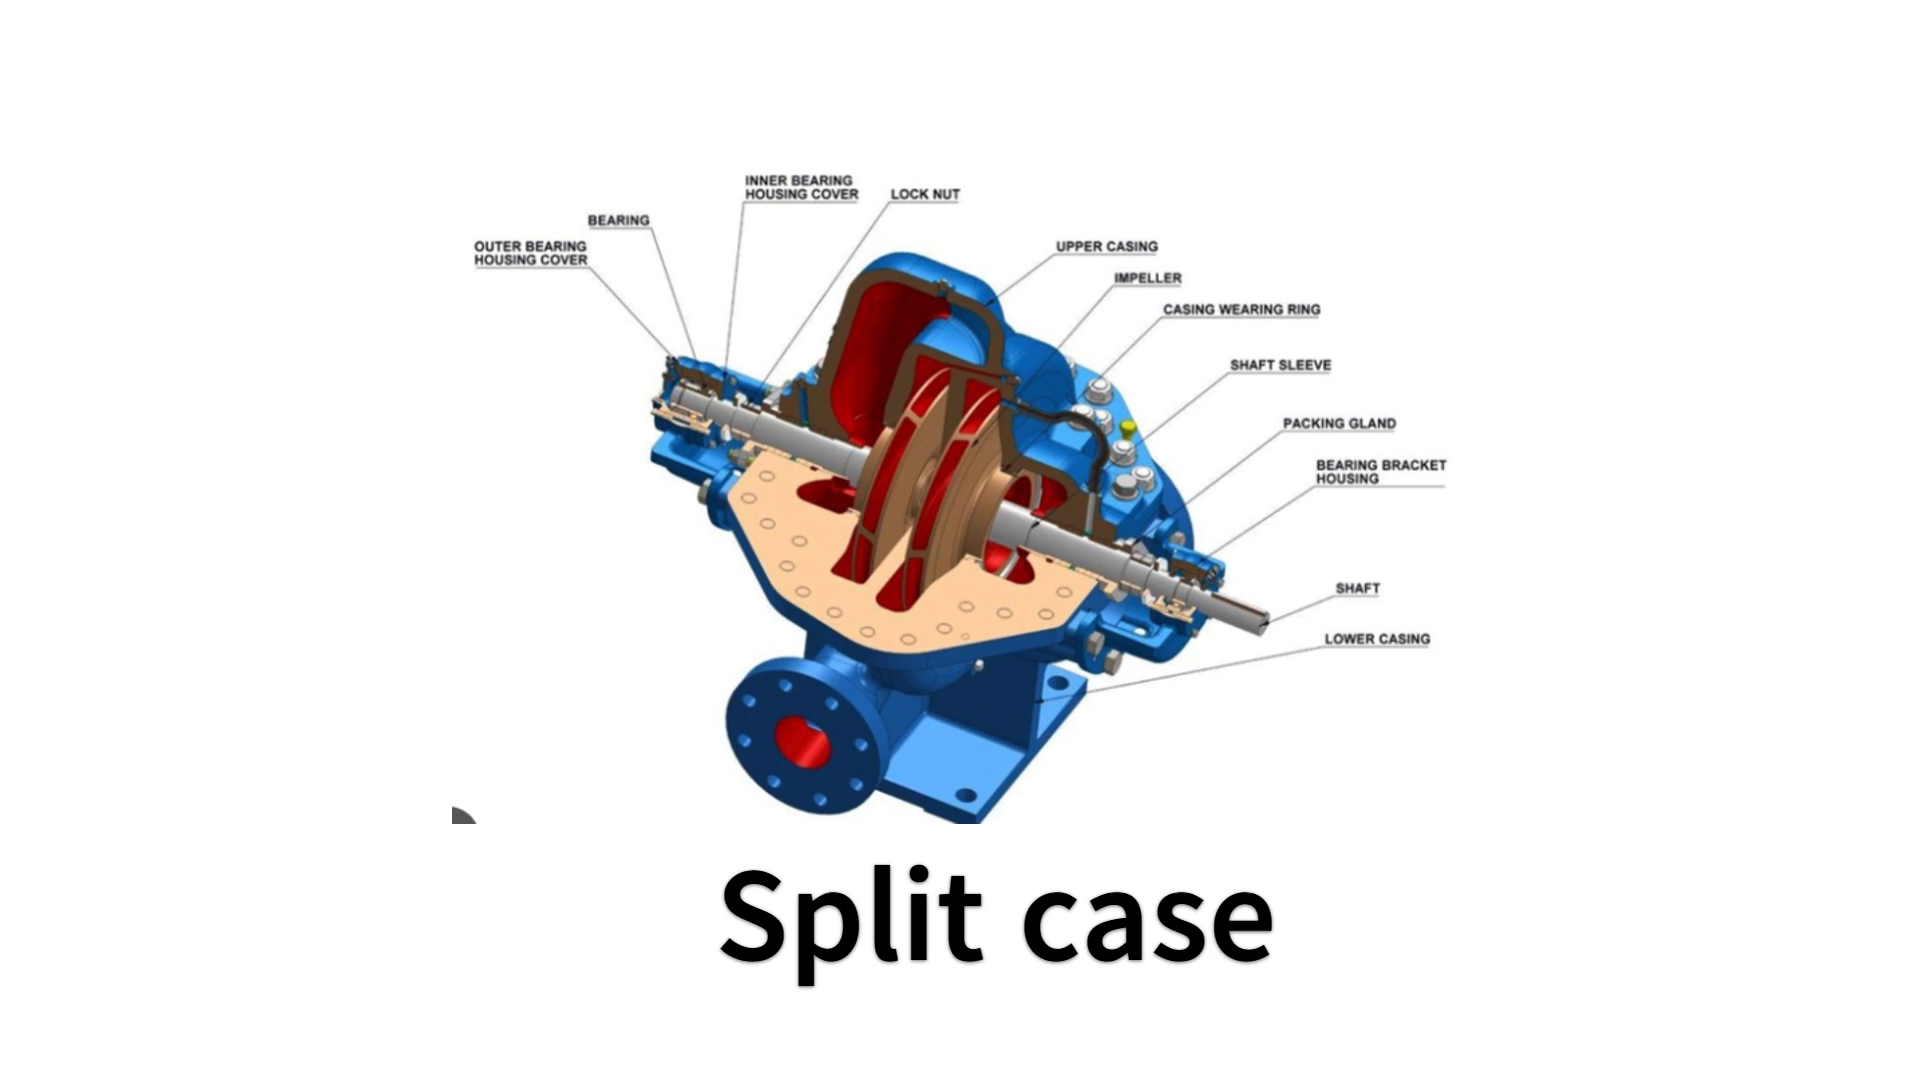 INNER BEARING
HOUSING COVER
LOCK NUT
BEARING
OUTER BEARING
HOUSING COVER
UPPER CASING
IMPELLER
CASING WEARING RING
SHAFT SLEEVE
PACKING GLAND
BEARING BRACKET
HOUSING
SHAFT
LOWER CASING
Split case